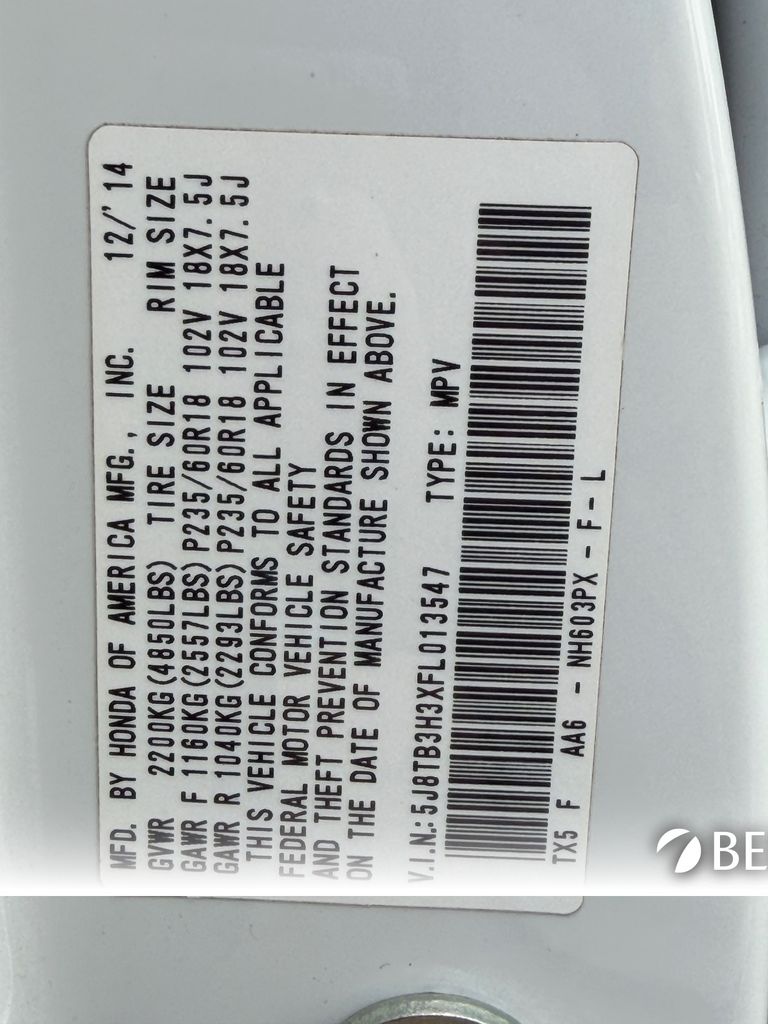 MFD. BY HONDA OF AMERICA MFG., INC. 12/'14
GVWR 2200KG(4850LBS) TIRE SIZE RIM SIZE
GAWR F 1160KG(2557LBS)P235/60R18 102V 18X7.5J
GAWR R 1040KG(2293LBS)P235/60R18 102V 18X7.5J
THIS VEHICLE CONFORMS TO ALL APPLICABLE
FEDERAL MOTOR VEHICLE SAFETY
AND THEFT PREVENTION STANDARDS IN EFFECT
ON THE DATE OF MANUFACTURE SHOWN ABOVE.
V.I.N.:5J8TB3H3XFL013547 TYPE: MPV
TX5 F AA6 - NH603PX - F - L
BE